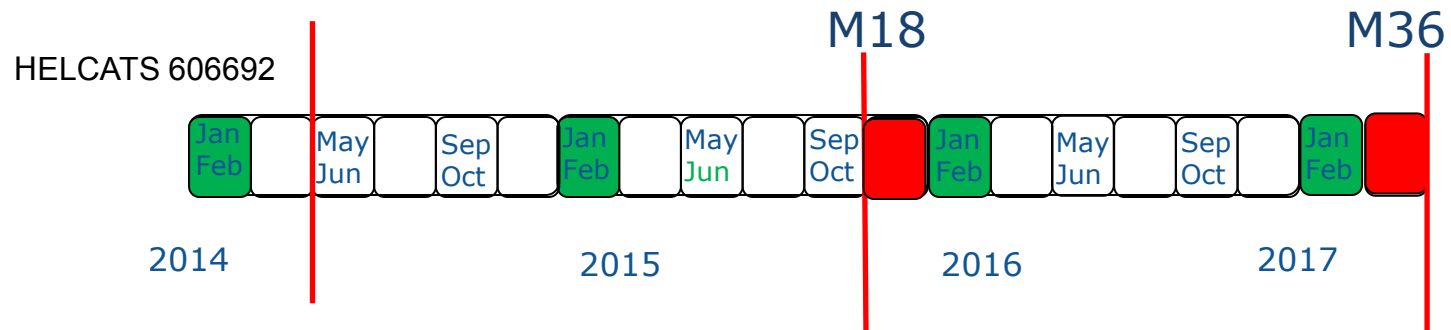 M18
M36
HELCATS 606692
Jan
Feb
May
Jun
Sep
Oct
Jan
Feb
May
Jun
Sep
Oct
Jan
Feb
May
Jun
Sep
Oct
Jan
Feb
2014
2015
2016
2017